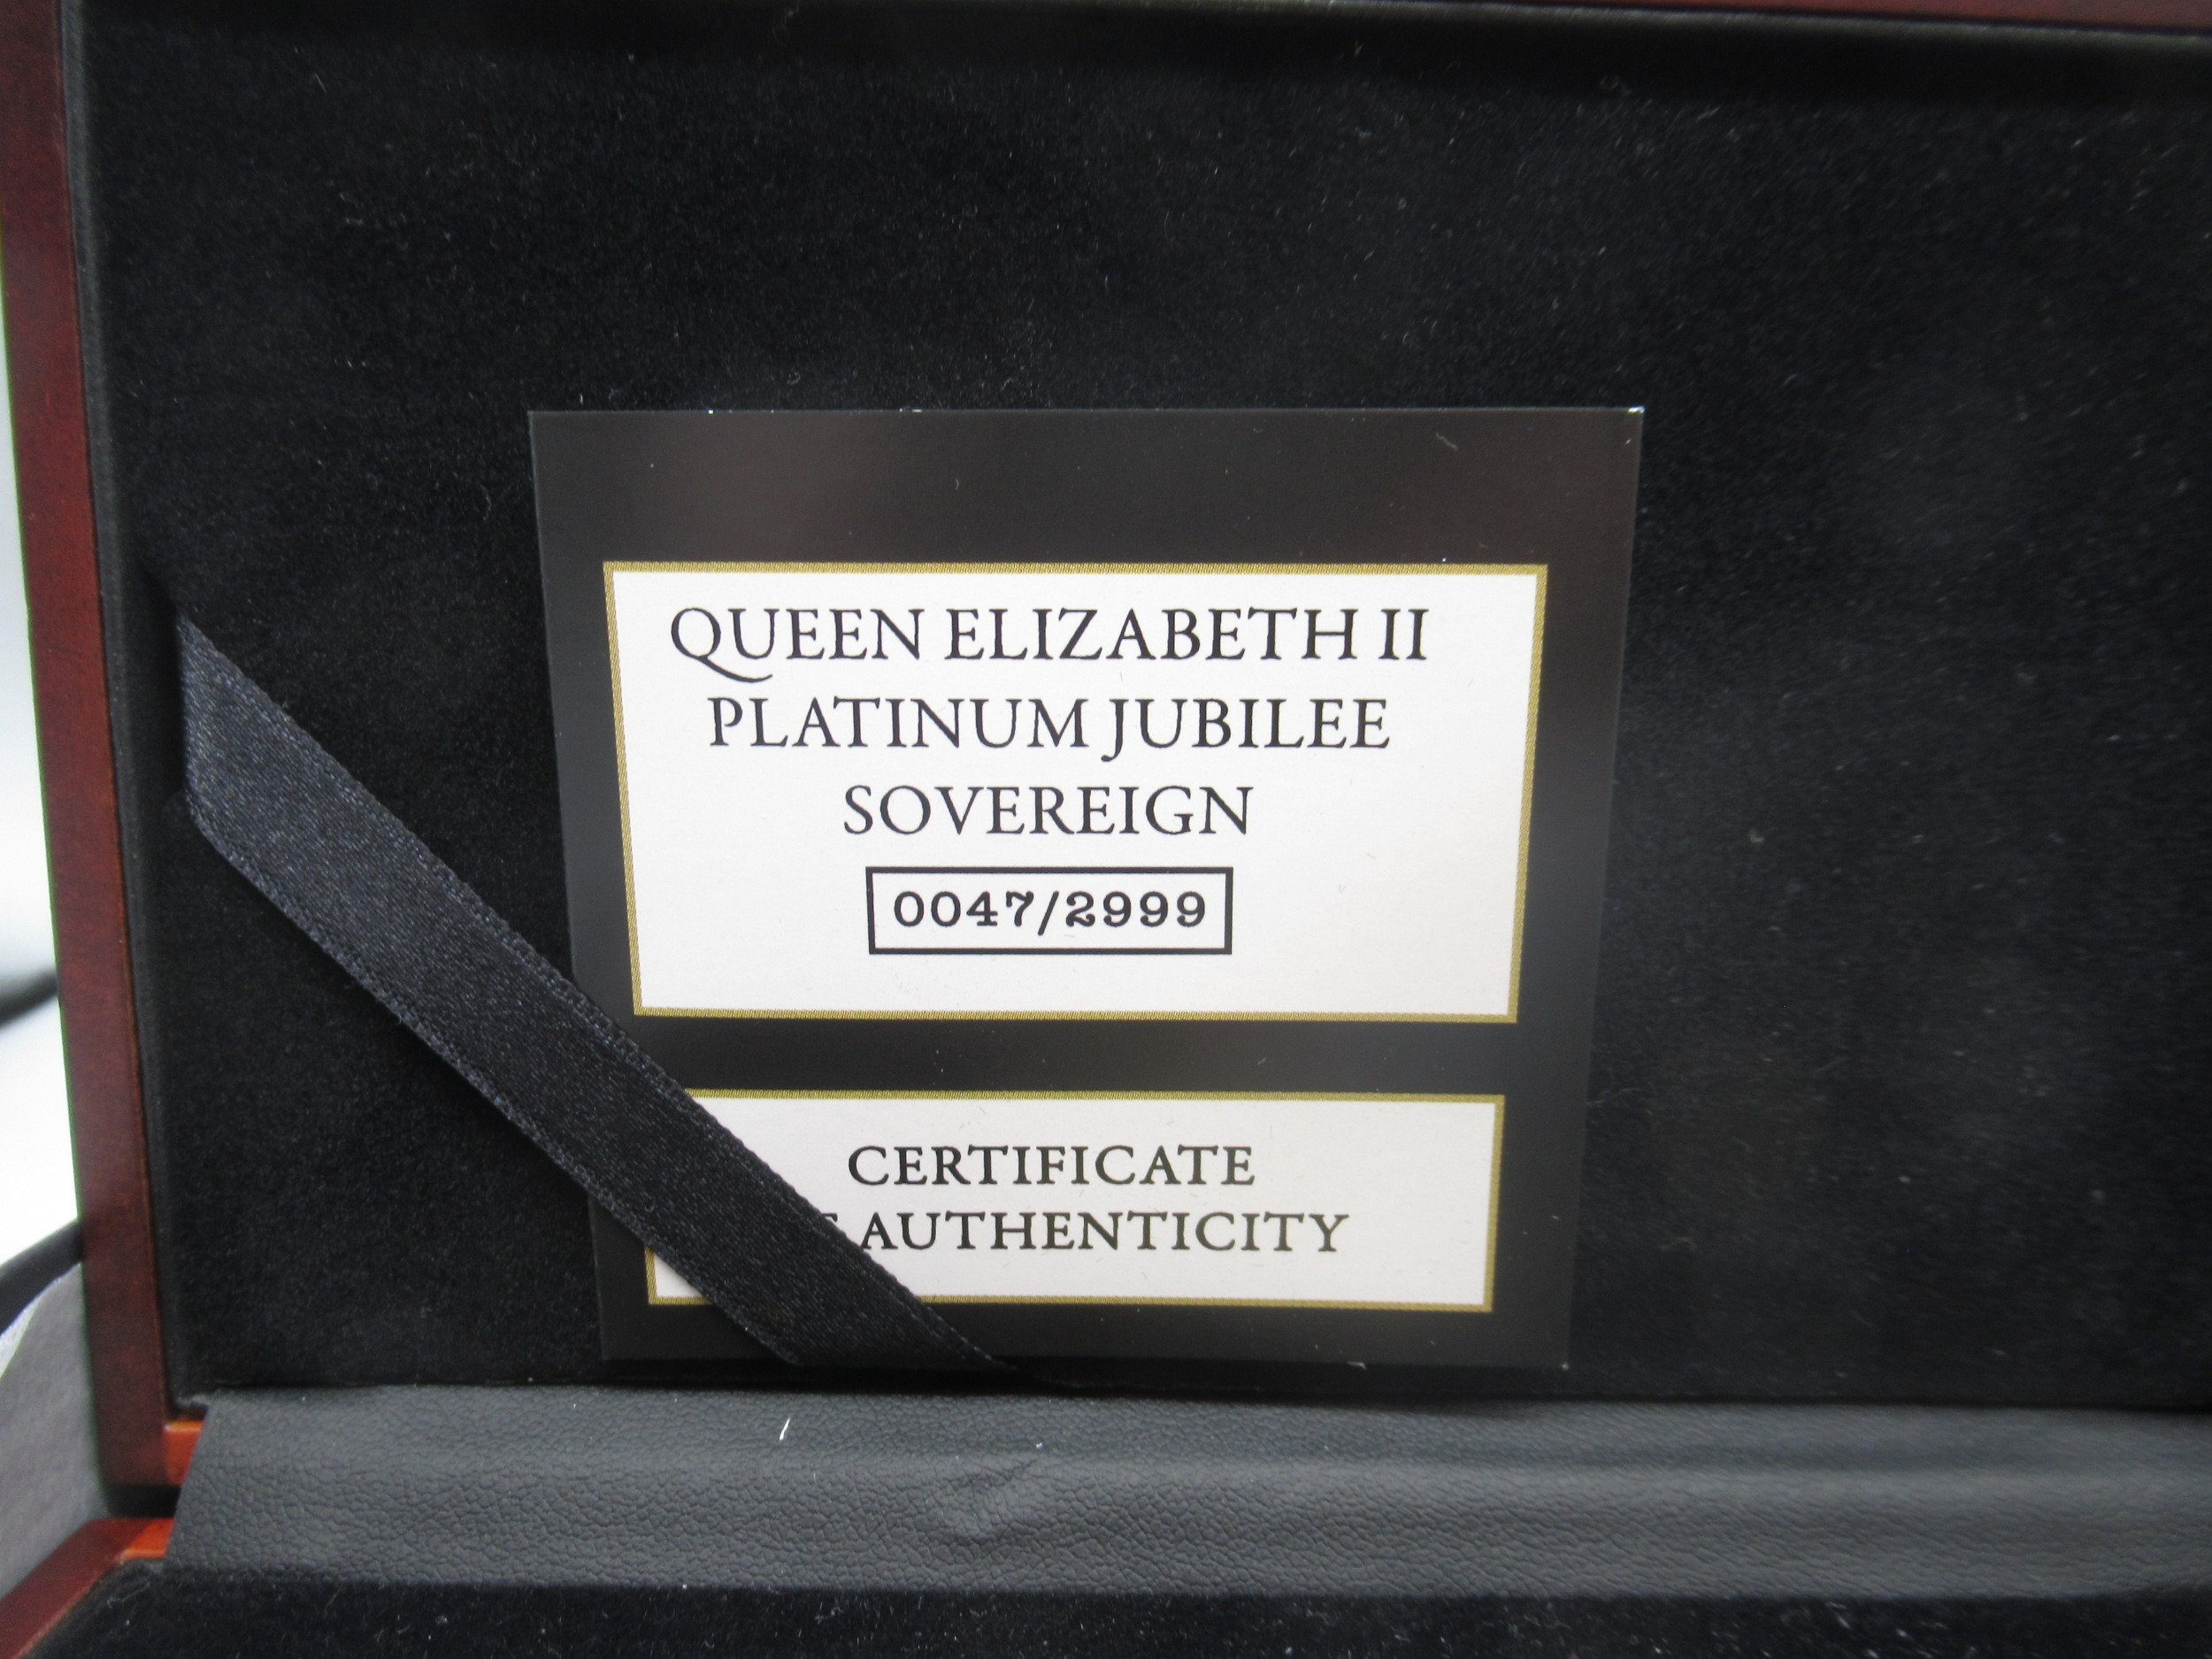 QUEEN ELIZABETH II
PLATINUM JUBILEE
SOVEREIGN
0047/2999
CERTIFICATE
AUTHENTICITY